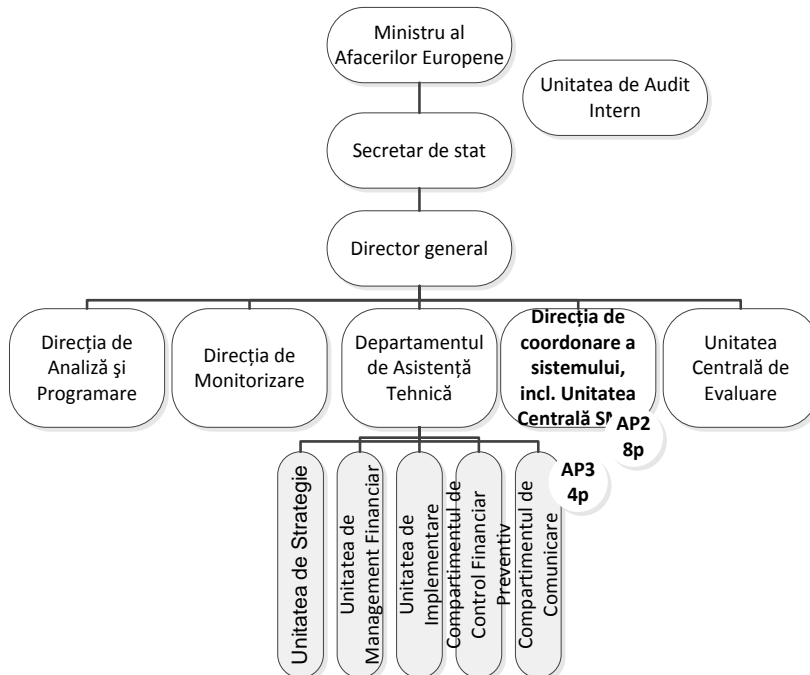 Ministru al
Afacerilor Europene
Unitatea de Audit
Intern
Secretar de stat
Director general
Direcția de
Analiză şi
Programare
Direcția de
Monitorizare
Departamentul
de Asistență
Tehnică
Direcția de
coordonare a
sistemului,
incl. Unitatea
Centrală
Unitatea
Centrală de
Evaluare
AP2
8p
AP3
4p
Unitatea de Strategie
Unitatea de
Management Financiar
Unitatea de
Implementare
Compartimentul de
Control Financiar
Preventiv
Compartimentul de
Comunicare